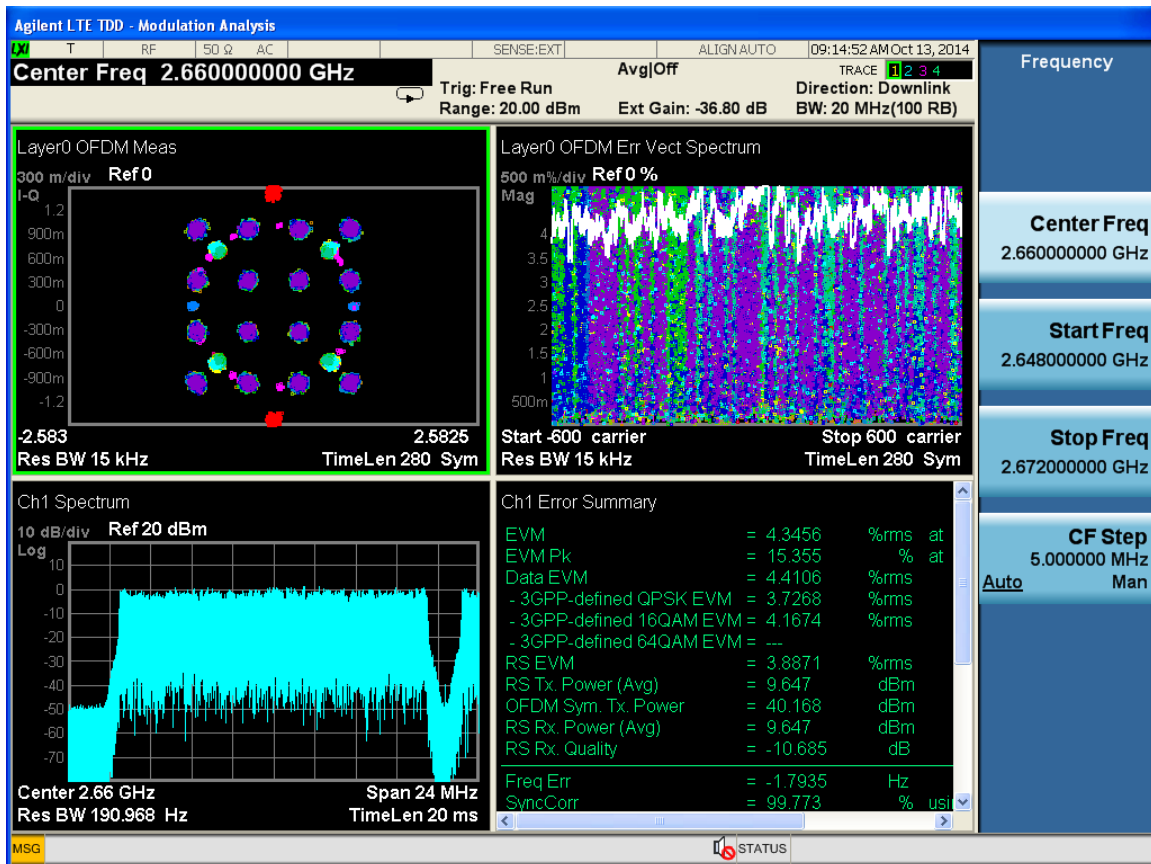 Agilent LTE TDD - Modulation Analysis
LXI T RF 50 Ω AC SENSE:EXT ALIGN AUTO 09:14:52 AM Oct 13, 2014
Center Freq 2.660000000 GHz
Avg|Off
TRACE 1 2 3 4
Trig: Free Run
Direction: Downlink
Range: 20.00 dBm Ext Gain: -36.80 dB BW: 20 MHz(100 RB)
Layer0 OFDM Meas
300 m/div Ref 0
I-Q
1.2
900m
600m
300m
0
-300m
-600m
-900m
-1.2
-2.583 2.5825
Res BW 15 kHz TimeLen 280 Sym
Layer0 OFDM Err Vect Spectrum
500 m%/div Ref 0 %
Mag
4
3.5
3
2.5
2
1.5
1
500m
Start -600 carrier Stop 600 carrier
Res BW 15 kHz TimeLen 280 Sym
Ch1 Spectrum
10 dB/div Ref 20 dBm
Log
10
0
-10
-20
-30
-40
-50
-60
-70
Center 2.66 GHz Span 24 MHz
Res BW 190.968 Hz TimeLen 20 ms
Ch1 Error Summary
EVM = 4.3456 %rms at
EVM Pk = 15.355 % at
Data EVM = 4.4106 %rms
- 3GPP-defined QPSK EVM = 3.7268 %rms
- 3GPP-defined 16QAM EVM = 4.1674 %rms
- 3GPP-defined 64QAM EVM = ---
RS EVM = 3.8871 %rms
RS Tx. Power (Avg) = 9.647 dBm
OFDM Sym. Tx. Power = 40.168 dBm
RS Rx. Power (Avg) = 9.647 dBm
RS Rx. Quality = -10.685 dB
Freq Err = -1.7935 Hz
SyncCorr = 99.773 % usi
Frequency
Center Freq
2.660000000 GHz
Start Freq
2.648000000 GHz
Stop Freq
2.672000000 GHz
CF Step
5.000000 MHz
Auto Man
MSG STATUS